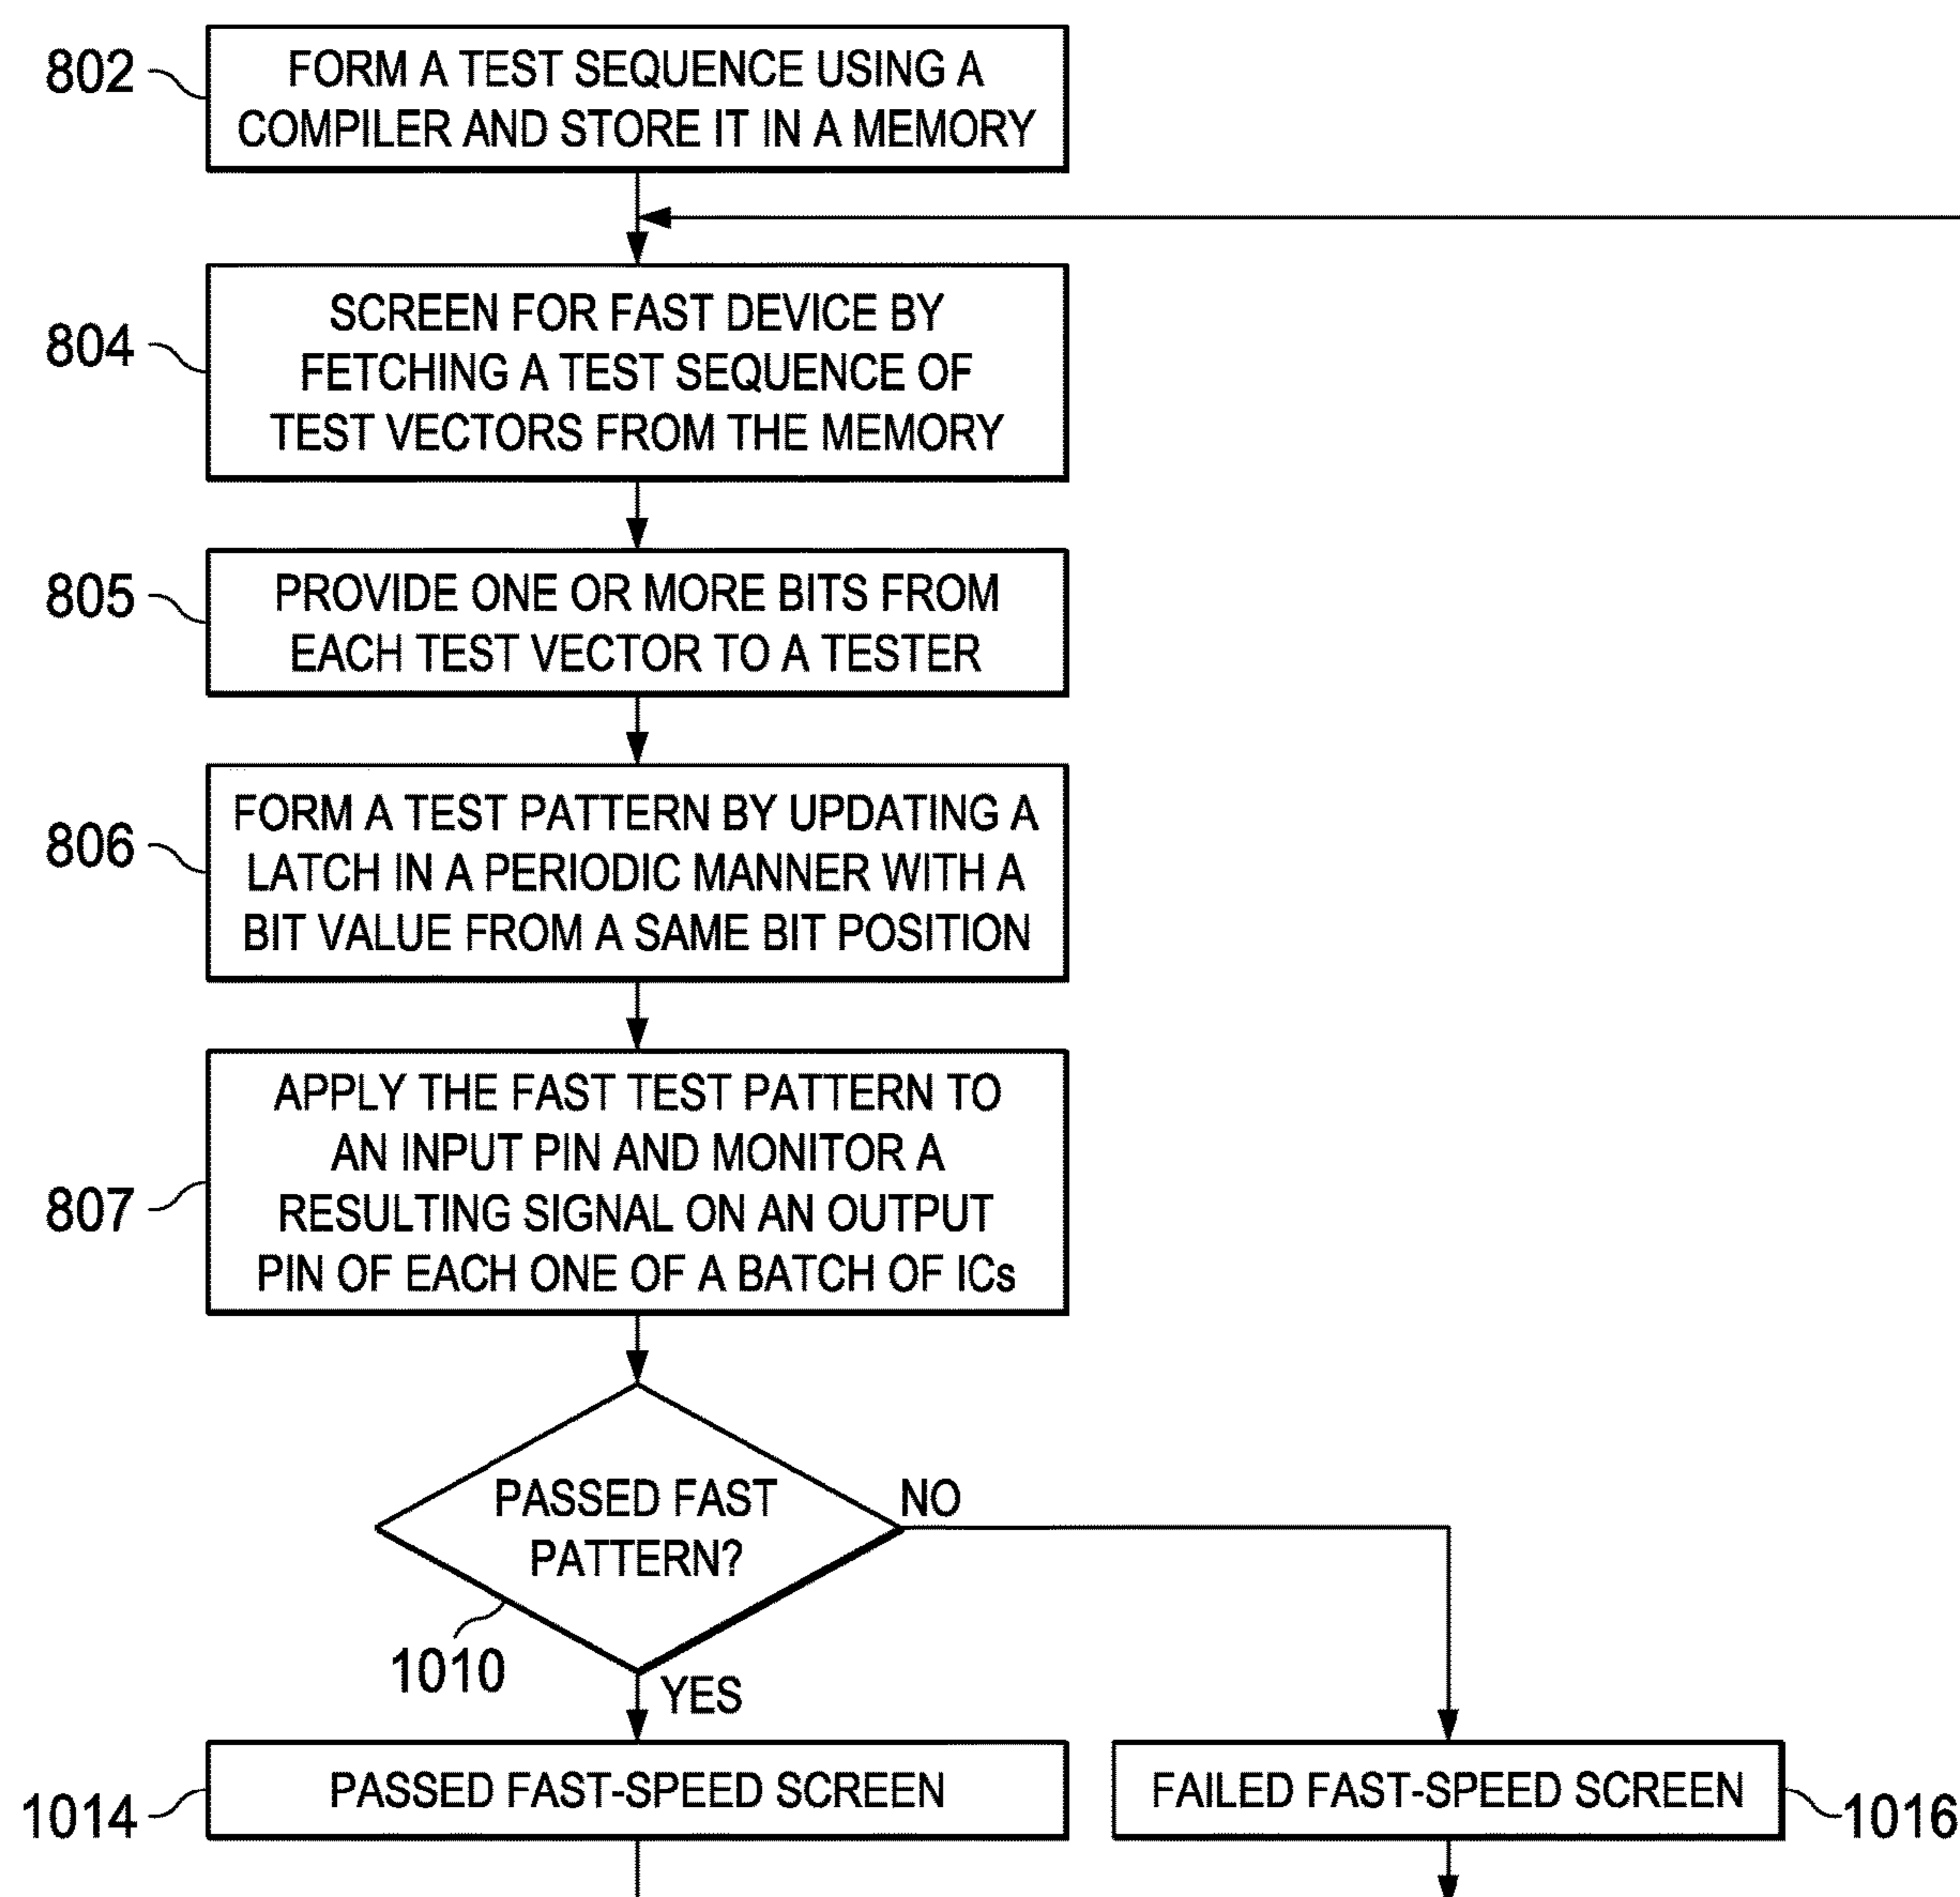 802
FORM A TEST SEQUENCE USING A
COMPILER AND STORE IT IN A MEMORY
804
SCREEN FOR FAST DEVICE BY
FETCHING A TEST SEQUENCE OF
TEST VECTORS FROM THE MEMORY
805
PROVIDE ONE OR MORE BITS FROM
EACH TEST VECTOR TO A TESTER
806
FORM A TEST PATTERN BY UPDATING A
LATCH IN A PERIODIC MANNER WITH A
BIT VALUE FROM A SAME BIT POSITION
807
APPLY THE FAST TEST PATTERN TO
AN INPUT PIN AND MONITOR A
RESULTING SIGNAL ON AN OUTPUT
PIN OF EACH ONE OF A BATCH OF ICs
PASSED FAST
PATTERN?
NO
1010
YES
1014
PASSED FAST-SPEED SCREEN
FAILED FAST-SPEED SCREEN
1016